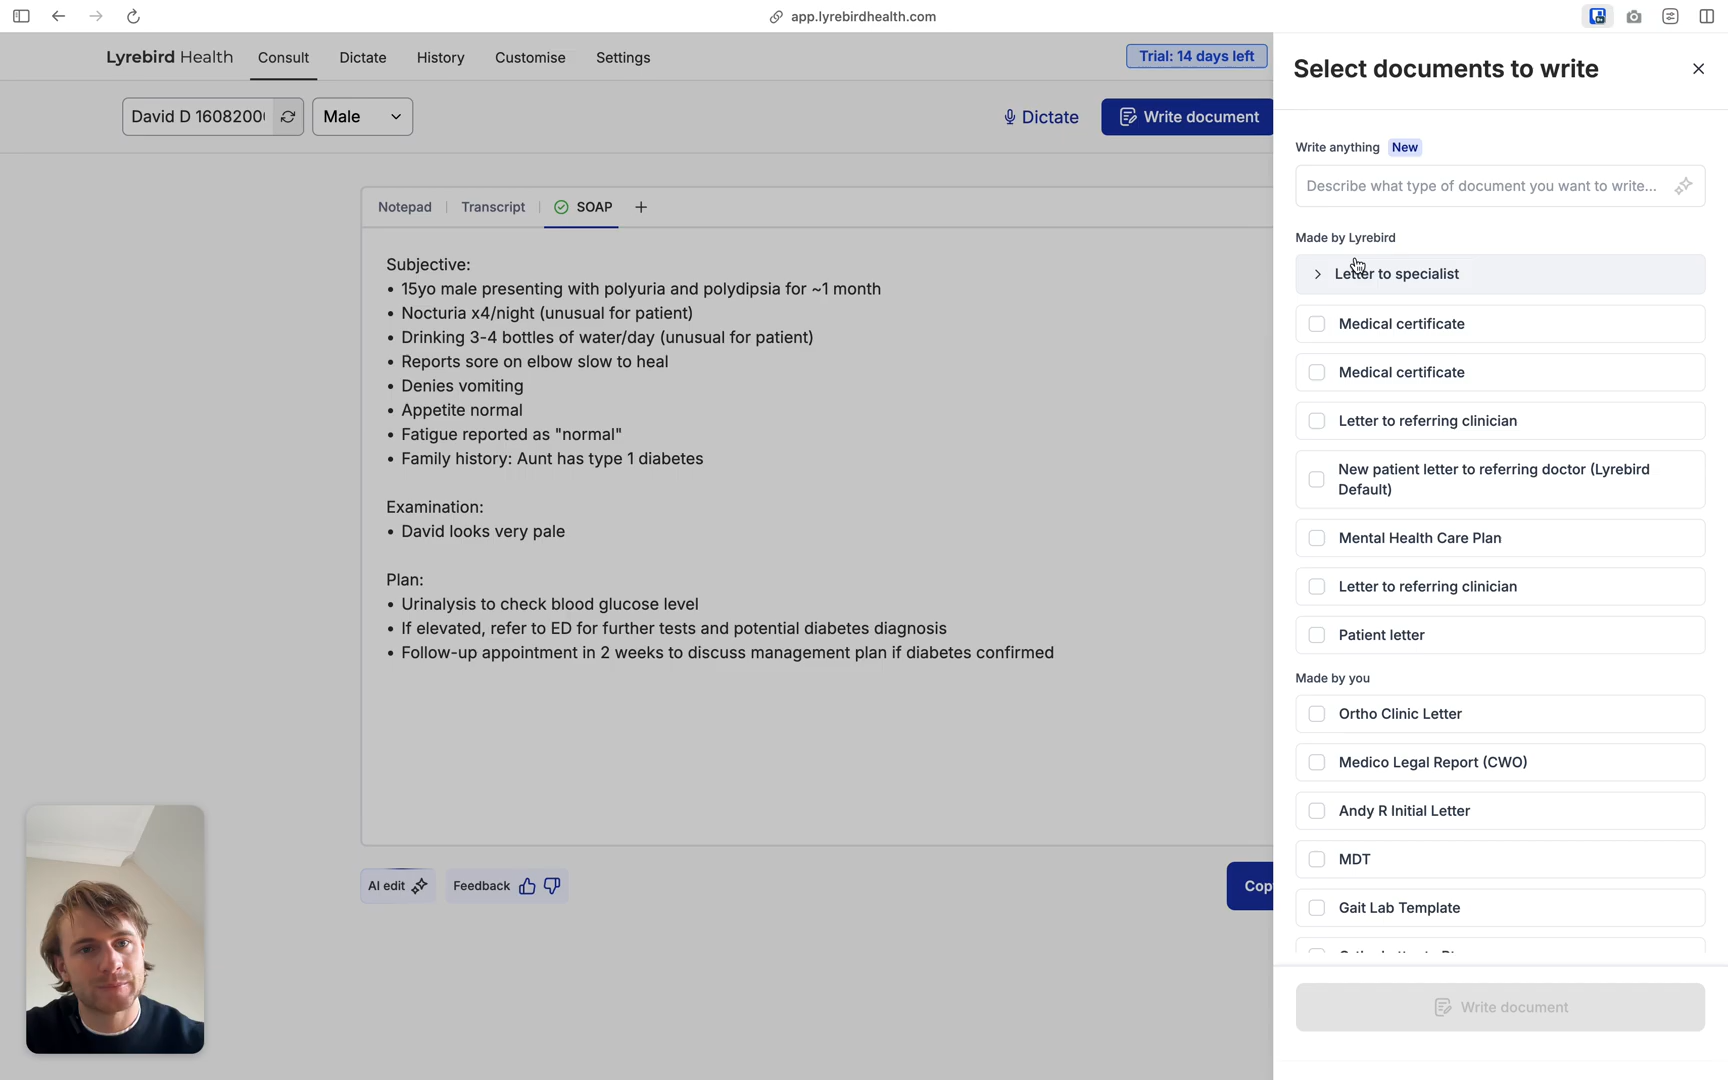 app.lyrebirdhealth.com
Lyrebird Health
Consult
Dictate
History
Customise
Settings
Trial: 14 days left
David D 1608200
Male
Dictate
Write document
Notepad
Transcript
SOAP
Subjective:
• 15yo male presenting with polyuria and polydipsia for ~1 month
• Nocturia x4/night (unusual for patient)
• Drinking 3-4 bottles of water/day (unusual for patient)
• Reports sore on elbow slow to heal
• Denies vomiting
• Appetite normal
• Fatigue reported as "normal"
• Family history: Aunt has type 1 diabetes
Examination:
• David looks very pale
Plan:
• Urinalysis to check blood glucose level
• If elevated, refer to ED for further tests and potential diabetes diagnosis
• Follow-up appointment in 2 weeks to discuss management plan if diabetes confirmed
AI edit
Feedback
Cop
Select documents to write
Write anything New
Describe what type of document you want to write...
Made by Lyrebird
Letter to specialist
Medical certificate
Medical certificate
Letter to referring clinician
New patient letter to referring doctor (Lyrebird
Default)
Mental Health Care Plan
Letter to referring clinician
Patient letter
Made by you
Ortho Clinic Letter
Medico Legal Report (CWO)
Andy R Initial Letter
MDT
Gait Lab Template
Write document